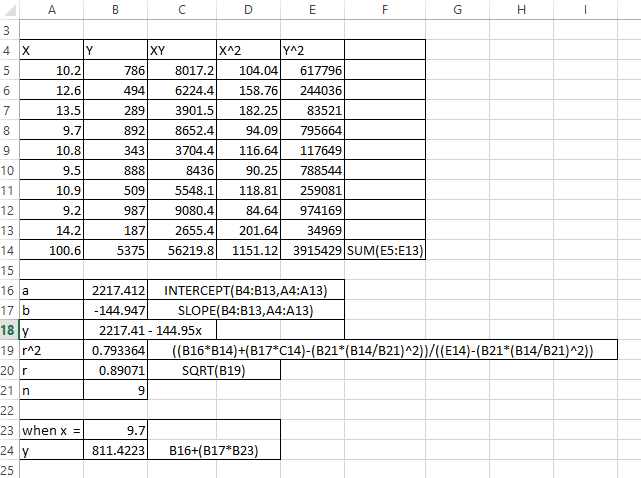 A B C D E F G H I
3
4 X Y XY X^2 Y^2
5 10.2 786 8017.2 104.04 617796
6 12.6 494 6224.4 158.76 244036
7 13.5 289 3901.5 182.25 83521
8 9.7 892 8652.4 94.09 795664
9 10.8 343 3704.4 116.64 117649
10 9.5 888 8436 90.25 788544
11 10.9 509 5548.1 118.81 259081
12 9.2 987 9080.4 84.64 974169
13 14.2 187 2655.4 201.64 34969
14 100.6 5375 56219.8 1151.12 3915429 SUM(E5:E13)
15
16 a 2217.412 INTERCEPT(B4:B13,A4:A13)
17 b -144.947 SLOPE(B4:B13,A4:A13)
18 y 2217.41 - 144.95x
19 r^2 0.793364 ((B16*B14)+(B17*C14)-(B21*(B14/B21)^2))/((E14)-(B21*(B14/B21)^2))
20 r 0.89071 SQRT(B19)
21 n 9
22
23 when x = 9.7
24 y 811.4223 B16+(B17*B23)
25